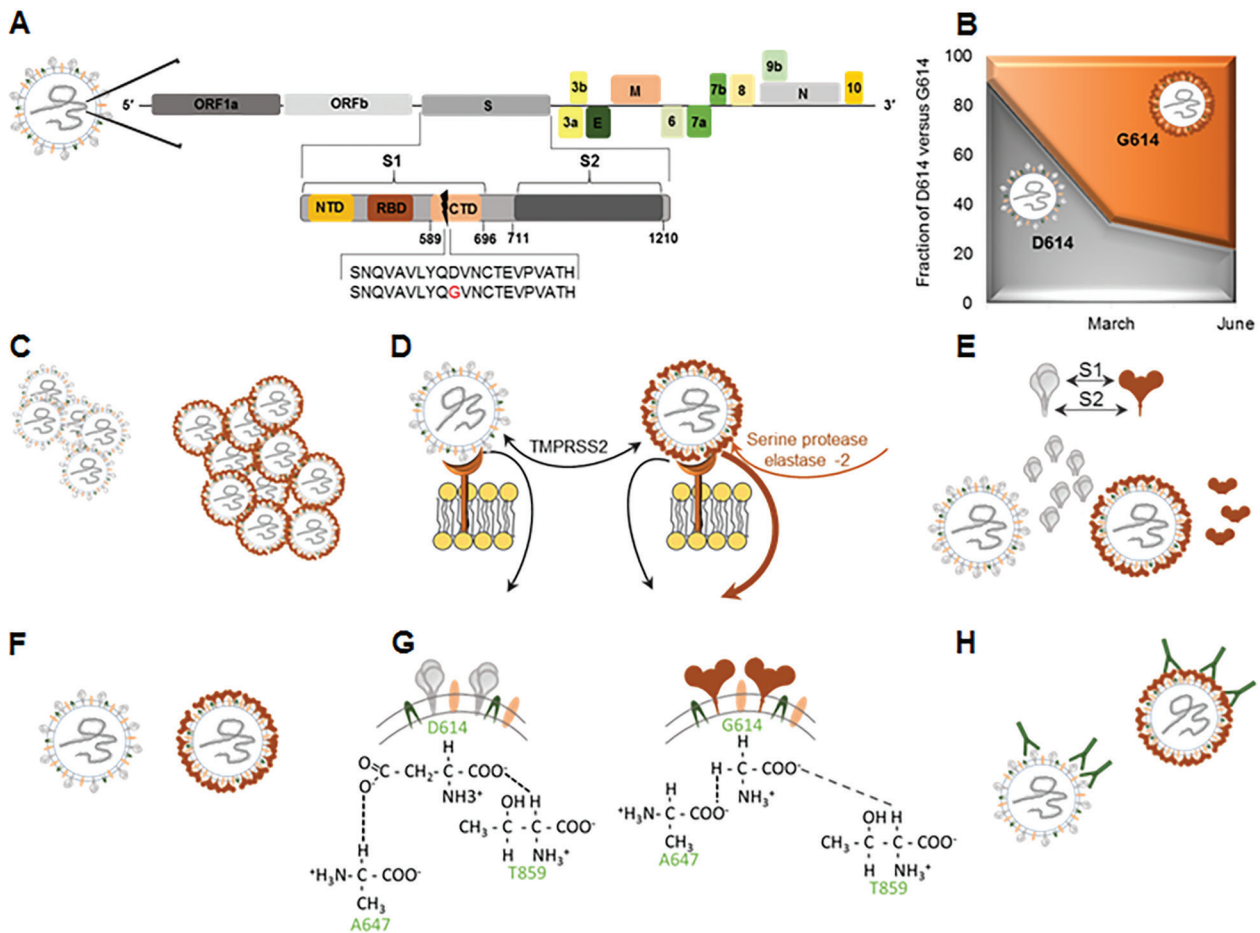 A
5′
ORF1a
ORFb
S
3b
3a
E
M
6
7a
7b
8
9b
N
10
3′
S1
S2
NTD
RBD
CTD
589
696
711
1210
SNQVAVLYQDVNCTEVPVATH
SNQVAVLYQGVNCTEVPVATH
B
Fraction of D614 versus G614
100
80
60
40
20
0
G614
D614
March
June
C
D
TMPRSS2
Serine protease
elastase -2
E
S1
S2
F
G
D614
H
O
C - CH₂- C - COO⁻
O⁻
NH3⁺
OH H
CH₃ - C - C - COO⁻
H NH₃⁺
T859
H
⁺H₃N- C - COO⁻
CH₃
A647
G614
H
H- C - COO⁻
NH₃⁺
H
⁺H₃N- C - COO⁻
CH₃
A647
OH H
CH₃ - C - C - COO⁻
H NH₃⁺
T859
H